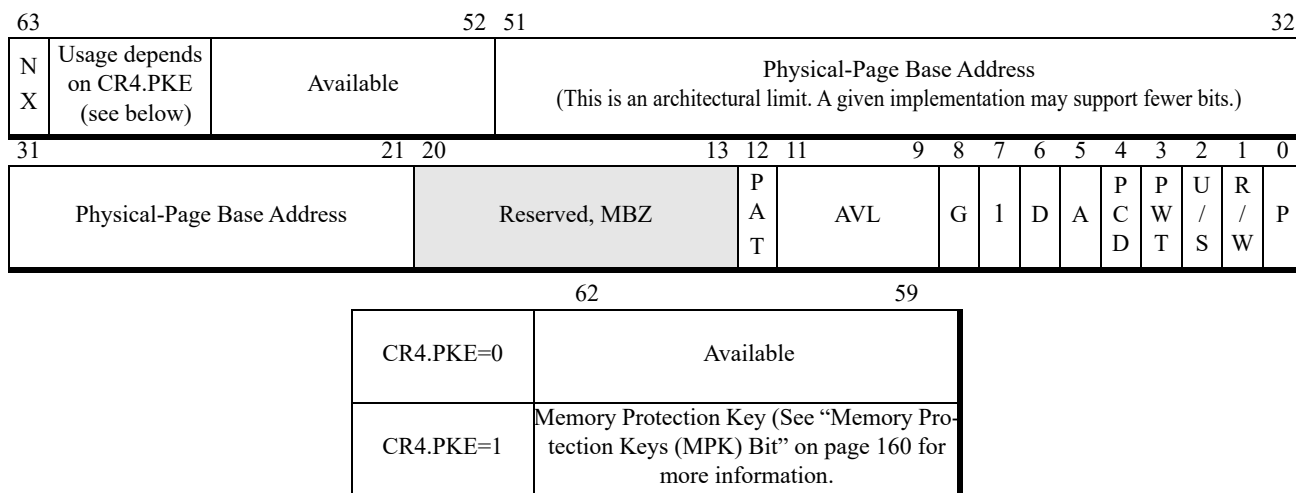 63 52 51 32
N X Usage depends on CR4.PKE (see below) Available Physical-Page Base Address (This is an architectural limit. A given implementation may support fewer bits.)
31 21 20 13 12 11 9 8 7 6 5 4 3 2 1 0
Physical-Page Base Address Reserved, MBZ P A T AVL G 1 D A P C D P W T U / S R / W P
62 59
CR4.PKE=0 Available
CR4.PKE=1 Memory Protection Key (See “Memory Pro-
tection Keys (MPK) Bit” on page 160 for
more information.